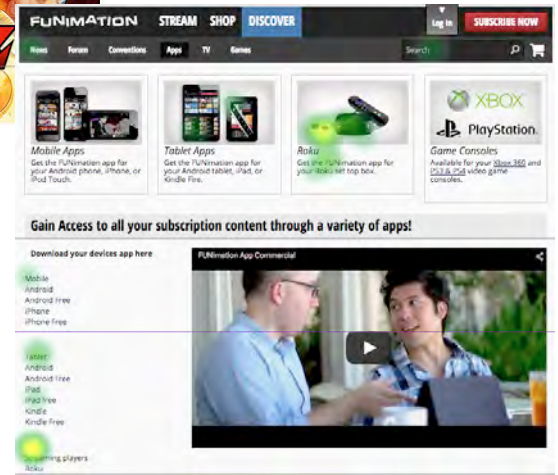 FUNIMATION STREAM SHOP DISCOVER Log In SUBSCRIBE NOW
News Forum Conventions Apps TV Games Search
Mobile Apps
Get the FUNimation app for
your Android phone, iPhone, or
iPod Touch.
Tablet Apps
Get the FUNimation app for
your Android tablet, iPad, or
Kindle Fire.
Roku
Get the FUNimation app for
your Roku set top box.
XBOX
PlayStation.
Game Consoles
Available for your Xbox 360 and
PS3 & PS4 video game
consoles.
Gain Access to all your subscription content through a variety of apps!
Download your devices app here
FUNimation App Commercial
Mobile
Android
Android Free
iPhone
iPhone Free
Tablet
Android
Android Free
iPad
iPad Free
Kindle
Kindle Free
Streaming players
Roku